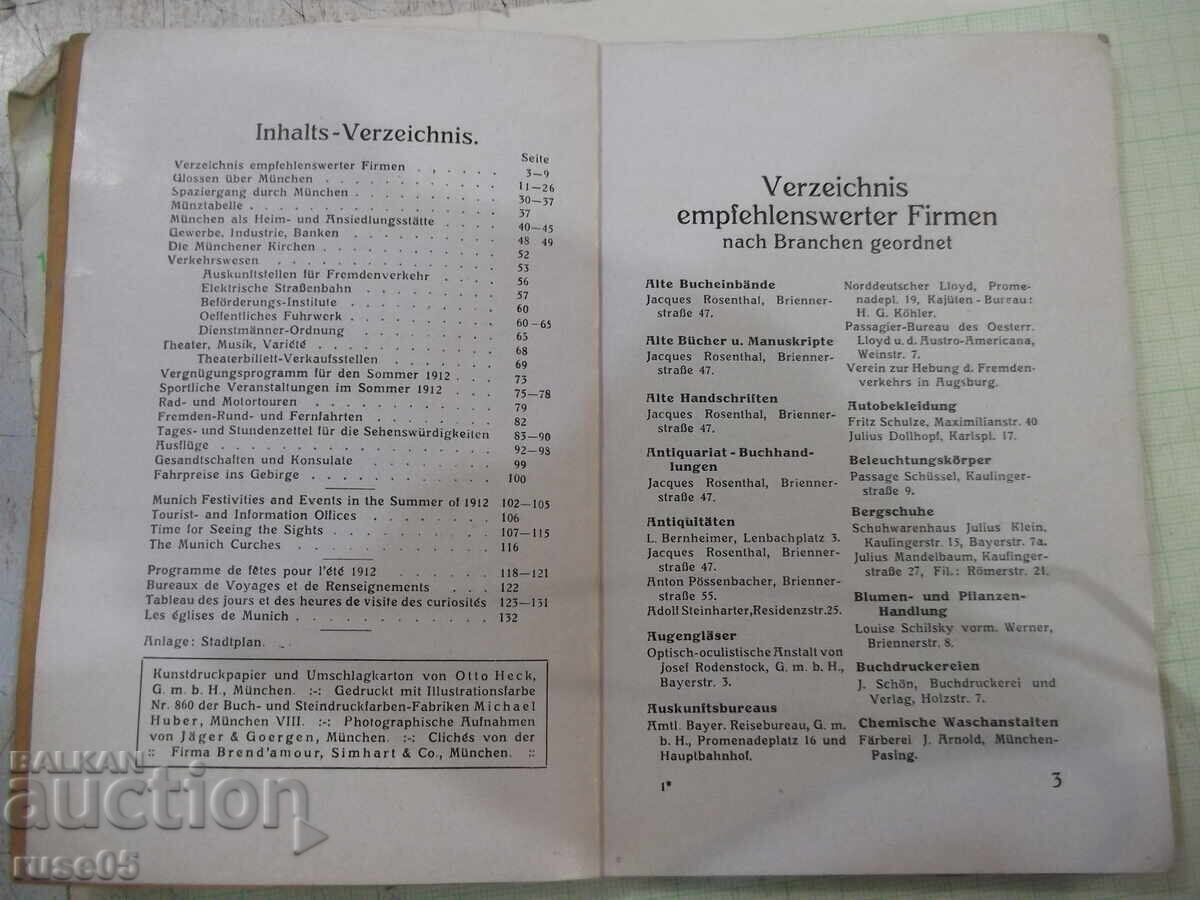 Inhalts-Verzeichnis.
Seite
Verzeichnis empfehlenswerter Firmen . . . . . . 3—9
Glossen über München . . . . . . . . . . 11—26
Spaziergang durch München . . . . . . . . . 30—37
Münztabelle . . . . . . . . . . . . . 37
München als Heim- und Ansiedlungsstätte . . . . 40—45
Gewerbe, Industrie, Banken . . . . . . . . 48 49
Die Münchener Kirchen . . . . . . . . . . 52
Verkehrswesen . . . . . . . . . . . . 53
Auskunftstellen für Fremdenverkehr . . . . . 56
Elektrische Straßenbahn . . . . . . . . 57
Beförderungs-Institute . . . . . . . . . 60
Oeffentliches Fuhrwerk . . . . . . . . . 60—65
Dienstmänner-Ordnung . . . . . . . . . 65
Theater, Musik, Variété . . . . . . . . . . 68
Theaterbillett-Verkaufsstellen . . . . . . . 69
Vergnügungsprogramm für den Sommer 1912 . . . 73
Sportliche Veranstaltungen im Sommer 1912 . . . . 75—78
Rad- und Motortouren . . . . . . . . . . 79
Fremden-Rund- und Fernfahrten . . . . . . . 82
Tages- und Stundenzettel für die Sehenswürdigkeiten 83—90
Ausflüge . . . . . . . . . . . . . . 92—98
Gesandtschaften und Konsulate . . . . . . . 99
Fahrpreise ins Gebirge . . . . . . . . . . 100
Munich Festivities and Events in the Summer of 1912 102—105
Tourist- and Information Offices . . . . . . . 106
Time for Seeing the Sights . . . . . . . . . 107—115
The Munich Curches . . . . . . . . . . . 116
Programme de fêtes pour l'été 1912 . . . . . . 118—121
Bureaux de Voyages et de Renseignements . . . 122
Tableau des jours et des heures de visite des curiosités 123—131
Les églises de Munich . . . . . . . . . . . 132
Anlage: Stadtplan.
Kunstdruckpapier und Umschlagkarton von Otto Heck,
G. m. b. H., München. :-: Gedruckt mit Illustrationsfarbe
Nr. 860 der Buch- und Steindruckfarben-Fabriken Michael
Huber, München VIII. :-: Photographische Aufnahmen
von Jäger & Goergen, München. :-: Clichés von der
:: Firma Brend'amour, Simhart & Co., München. ::
Verzeichnis
empfehlenswerter Firmen
nach Branchen geordnet
Alte Bucheinbände
Jacques Rosenthal, Brienner-
straße 47.
Alte Bücher u. Manuskripte
Jacques Rosenthal, Brienner-
straße 47.
Alte Handschriften
Jacques Rosenthal, Brienner-
straße 47.
Antiquariat-Buchhand-
lungen
Jacques Rosenthal, Brienner-
straße 47.
Antiquitäten
L. Bernheimer, Lenbachplatz 3.
Jacques Rosenthal, Brienner-
straße 47.
Anton Pössenbacher, Brienner-
straße 55.
Adolf Steinharter, Residenzstr. 25.
Augengläser
Optisch-oculistische Anstalt von
Josef Rodenstock, G. m. b. H.,
Bayerstr. 3.
Auskunftsbureaus
Amtl. Bayer. Reisebureau, G. m.
b. H., Promenadeplatz 16 und
Hauptbahnhof.
Norddeutscher Lloyd, Prome-
nadepl. 19, Kajüten-Bureau:
H. G. Köhler.
Passagier-Bureau des Oesterr.
Lloyd u. d. Austro-Americana,
Weinstr. 7.
Verein zur Hebung d. Fremden-
verkehrs in Augsburg.
Autobekleidung
Fritz Schulze, Maximilianstr. 40
Julius Dollhopf, Karlspl. 17.
Beleuchtungskörper
Passage Schüssel, Kaufinger-
straße 9.
Bergschuhe
Schuhwarenhaus Julius Klein,
Kaufingerstr. 15, Bayerstr. 7a.
Julius Mandelbaum, Kaufinger-
straße 27, Fil.: Römerstr. 21.
Blumen- und Pflanzen-
Handlung
Louise Schilsky vorm. Werner,
Briennerstr. 8.
Buchdruckereien
J. Schön, Buchdruckerei und
Verlag, Holzstr. 7.
Chemische Waschanstalten
Färberei J. Arnold, München-
Pasing.
1* 3
BALKAN
auction
ruse05